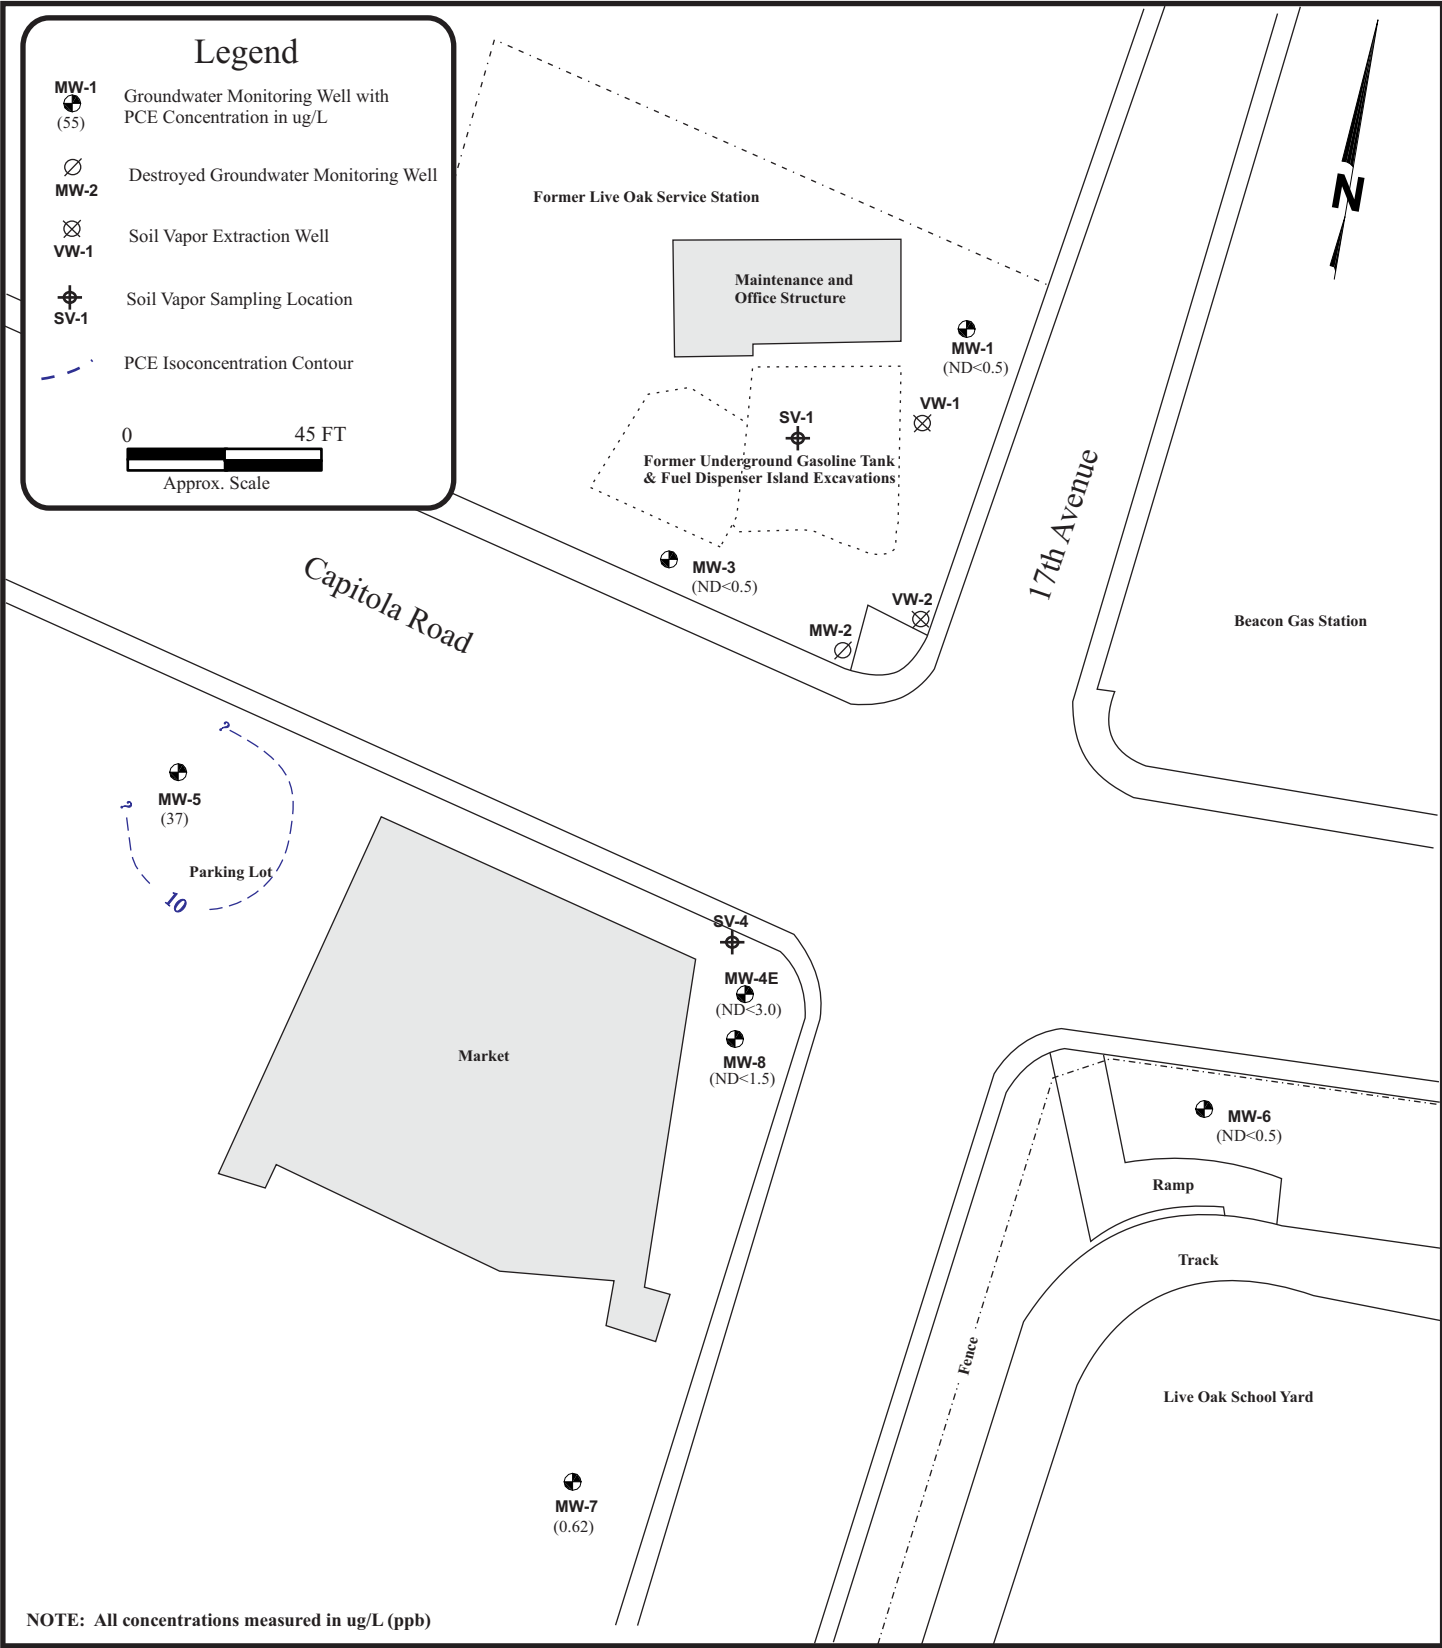 Legend
MW-1
(55)
Groundwater Monitoring Well with
PCE Concentration in ug/L
MW-2
Destroyed Groundwater Monitoring Well
VW-1
Soil Vapor Extraction Well
SV-1
Soil Vapor Sampling Location
PCE Isoconcentration Contour
0 45 FT
Approx. Scale
N
Former Live Oak Service Station
Maintenance and
Office Structure
MW-1
(ND<0.5)
VW-1
SV-1
Former Underground Gasoline Tank
& Fuel Dispenser Island Excavations
17th Avenue
MW-3
(ND<0.5)
Capitola Road
VW-2
MW-2
Beacon Gas Station
?
MW-5
(37)
?
Parking Lot
10
SV-4
MW-4E
(ND<3.0)
Market
MW-8
(ND<1.5)
MW-6
(ND<0.5)
Ramp
Track
Fence
Live Oak School Yard
MW-7
(0.62)
NOTE: All concentrations measured in ug/L (ppb)